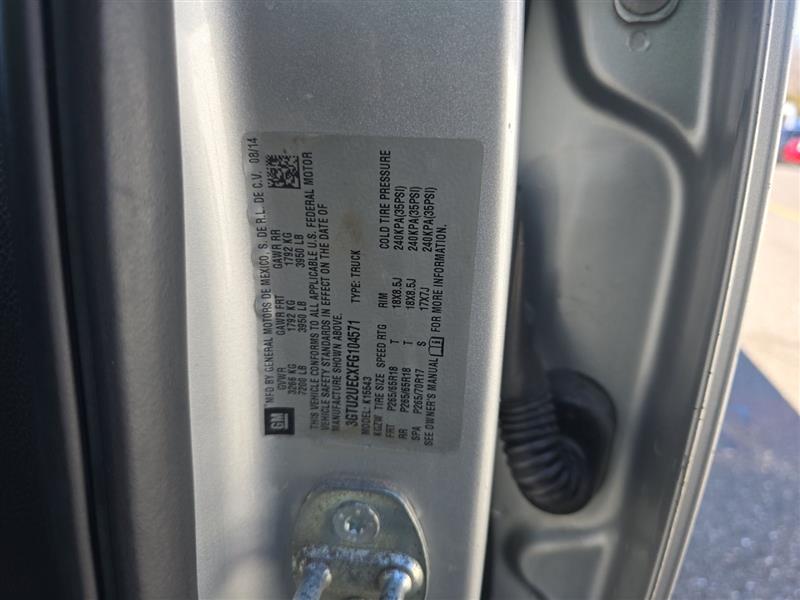 MFD BY GENERAL MOTORS DE MEXICO, S. DE R.L. DE C.V. 08/14
GVWR GAWR FRT GAWR RR
3266 KG 1792 KG 1792 KG
7200 LB 3950 LB 3950 LB
GM
THIS VEHICLE CONFORMS TO ALL APPLICABLE U.S. FEDERAL MOTOR
VEHICLE SAFETY STANDARDS IN EFFECT ON THE DATE OF
MANUFACTURE SHOWN ABOVE.
3GTU2UECXFG104571 TYPE: TRUCK
MODEL: K15543
KGZW TIRE SIZE SPEED RTG RIM COLD TIRE PRESSURE
FRT P265/65R18 T 18X8.5J 240KPA(35PSI)
RR P265/65R18 T 18X8.5J 240KPA(35PSI)
SPA P265/70R17 S 17X7J 240KPA(35PSI)
SEE OWNER'S MANUAL FOR MORE INFORMATION.